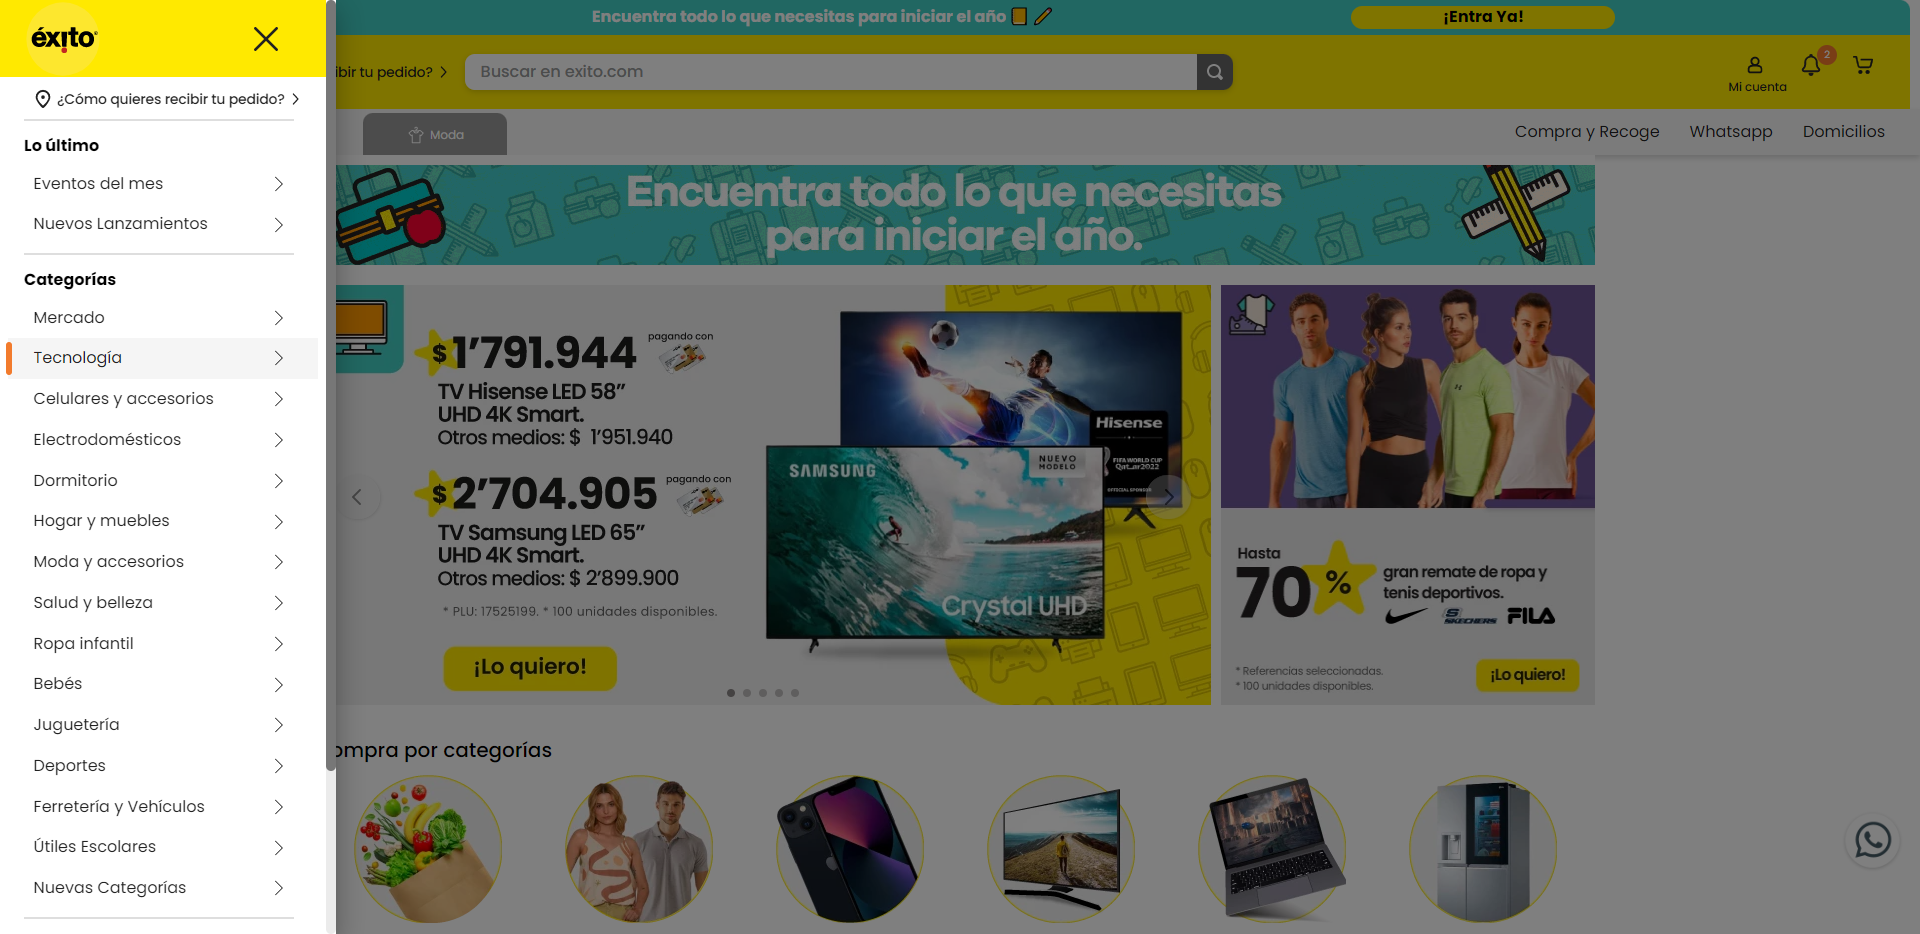 éxito
¿Cómo quieres recibir tu pedido?
Lo último
Eventos del mes
Nuevos Lanzamientos
Categorías
Mercado
Tecnología
Celulares y accesorios
Electrodomésticos
Dormitorio
Hogar y muebles
Moda y accesorios
Salud y belleza
Ropa infantil
Bebés
Juguetería
Deportes
Ferretería y Vehículos
Útiles Escolares
Nuevas Categorías
Encuentra todo lo que necesitas para iniciar el año
¡Entra Ya!
ibir tu pedido?
Buscar en exito.com
Mi cuenta
2
Moda
Compra y Recoge
Whatsapp
Domicilios
Encuentra todo lo que necesitas
para iniciar el año.
$1’791.944
pagando con
TV Hisense LED 58”
UHD 4K Smart.
Otros medios: $ 1’951.940
$2’704.905
pagando con
TV Samsung LED 65”
UHD 4K Smart.
Otros medios: $ 2’899.900
* PLU: 17525199. * 100 unidades disponibles.
¡Lo quiero!
Hisense
FIFA WORLD CUP
Qatar2022
OFFICIAL SPONSOR
SAMSUNG
NUEVO
MODELO
Crystal UHD
Hasta
70%
gran remate de ropa y
tenis deportivos.
SKECHERS
FILA
* Referencias seleccionadas.
* 100 unidades disponibles.
¡Lo quiero!
ompra por categorías